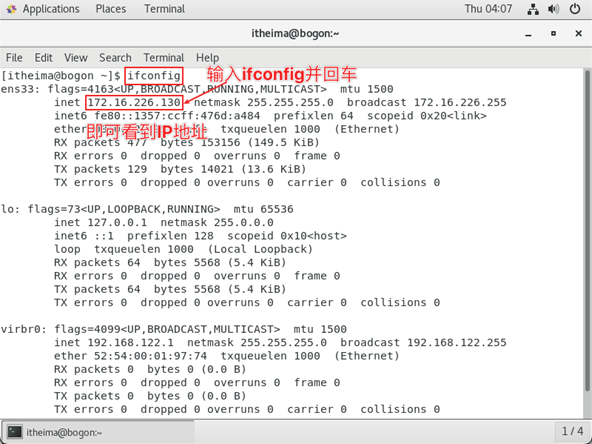 Applications Places Terminal Thu 04:07
itheima@bogon:~
File Edit View Search Terminal Help
[itheima@bogon ~]$ ifconfig 输入ifconfig并回车
ens33: flags=4163<UP,BROADCAST,RUNNING,MULTICAST> mtu 1500
inet 172.16.226.130 netmask 255.255.255.0 broadcast 172.16.226.255
inet6 fe80::1357:ccff:476d:a484 prefixlen 64 scopeid 0x20<link>
ether txqueuelen 1000 (Ethernet)
即可看到IP地址
RX packets 477 bytes 153156 (149.5 KiB)
RX errors 0 dropped 0 overruns 0 frame 0
TX packets 129 bytes 14021 (13.6 KiB)
TX errors 0 dropped 0 overruns 0 carrier 0 collisions 0
lo: flags=73<UP,LOOPBACK,RUNNING> mtu 65536
inet 127.0.0.1 netmask 255.0.0.0
inet6 ::1 prefixlen 128 scopeid 0x10<host>
loop txqueuelen 1000 (Local Loopback)
RX packets 64 bytes 5568 (5.4 KiB)
RX errors 0 dropped 0 overruns 0 frame 0
TX packets 64 bytes 5568 (5.4 KiB)
TX errors 0 dropped 0 overruns 0 carrier 0 collisions 0
virbr0: flags=4099<UP,BROADCAST,MULTICAST> mtu 1500
inet 192.168.122.1 netmask 255.255.255.0 broadcast 192.168.122.255
ether 52:54:00:01:97:74 txqueuelen 1000 (Ethernet)
RX packets 0 bytes 0 (0.0 B)
RX errors 0 dropped 0 overruns 0 frame 0
TX packets 0 bytes 0 (0.0 B)
TX errors 0 dropped 0 overruns 0 carrier 0 collisions 0
itheima@bogon:~ 1 / 4